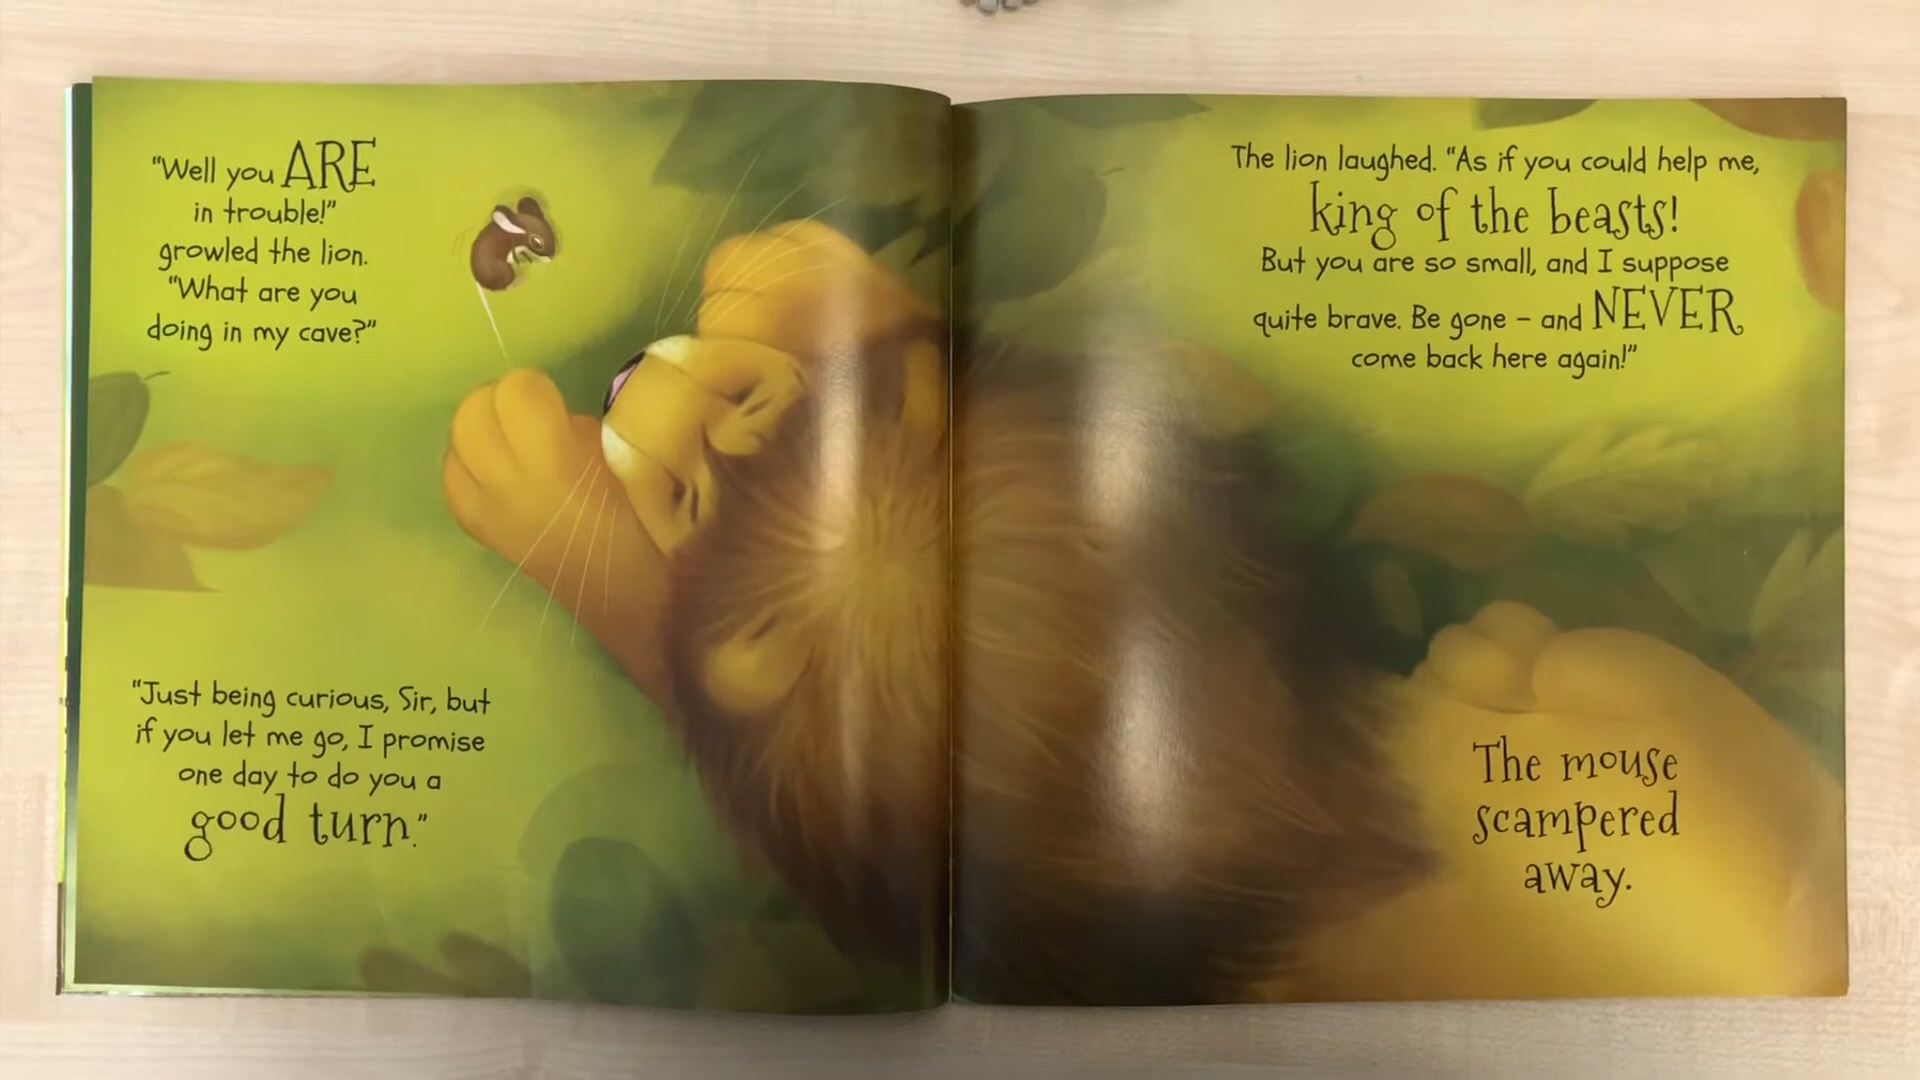 “Well you ARE
in trouble!”
growled the lion.
“What are you
doing in my cave?”
“Just being curious, Sir, but
if you let me go, I promise
one day to do you a
good turn.”
The lion laughed. “As if you could help me,
king of the beasts!
But you are so small, and I suppose
quite brave. Be gone – and NEVER
come back here again!”
The mouse
scampered
away.